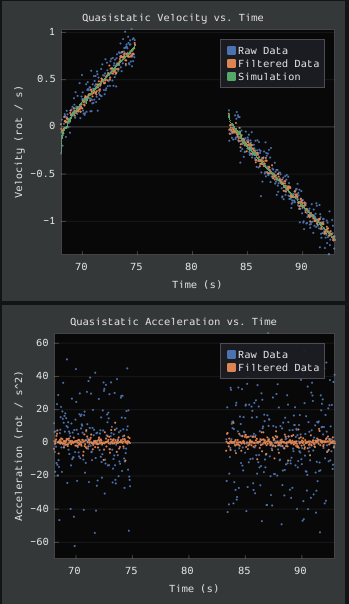 Quasistatic Velocity vs. Time
Velocity (rot / s)
1
0.5
0
−0.5
−1
Raw Data
Filtered Data
Simulation
70 75 80 85 90
Time (s)
Quasistatic Acceleration vs. Time
Acceleration (rot / s^2)
60
40
20
0
−20
−40
−60
Raw Data
Filtered Data
70 75 80 85 90
Time (s)